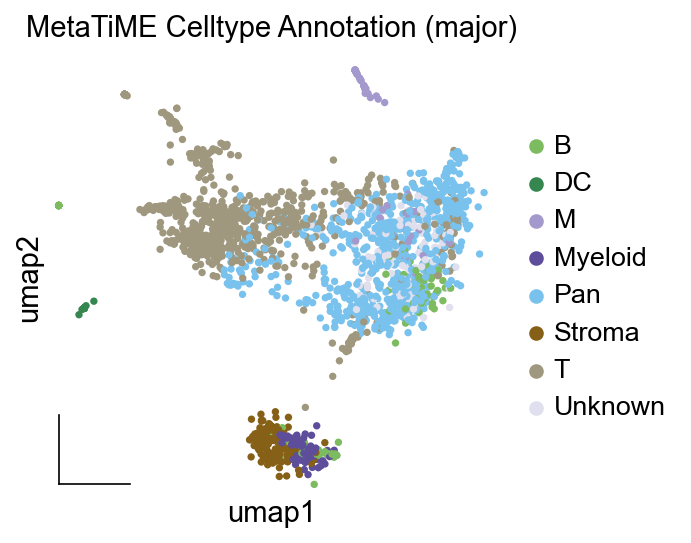 MetaTiME Celltype Annotation (major)
B
DC
M
Myeloid
Pan
Stroma
T
Unknown
umap2
umap1